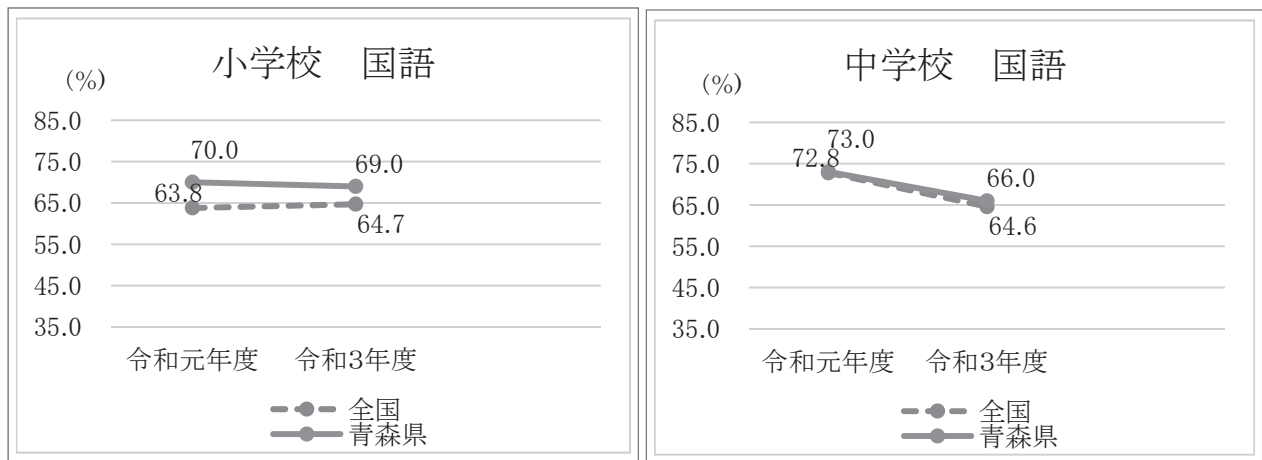 小学校　国語
(%)
85.0
75.0
65.0
55.0
45.0
35.0
70.0
69.0
63.8
64.7
令和元年度　令和3年度
全国
青森県
中学校　国語
(%)
85.0
75.0
65.0
55.0
45.0
35.0
73.0
72.8
66.0
64.6
令和元年度　令和3年度
全国
青森県